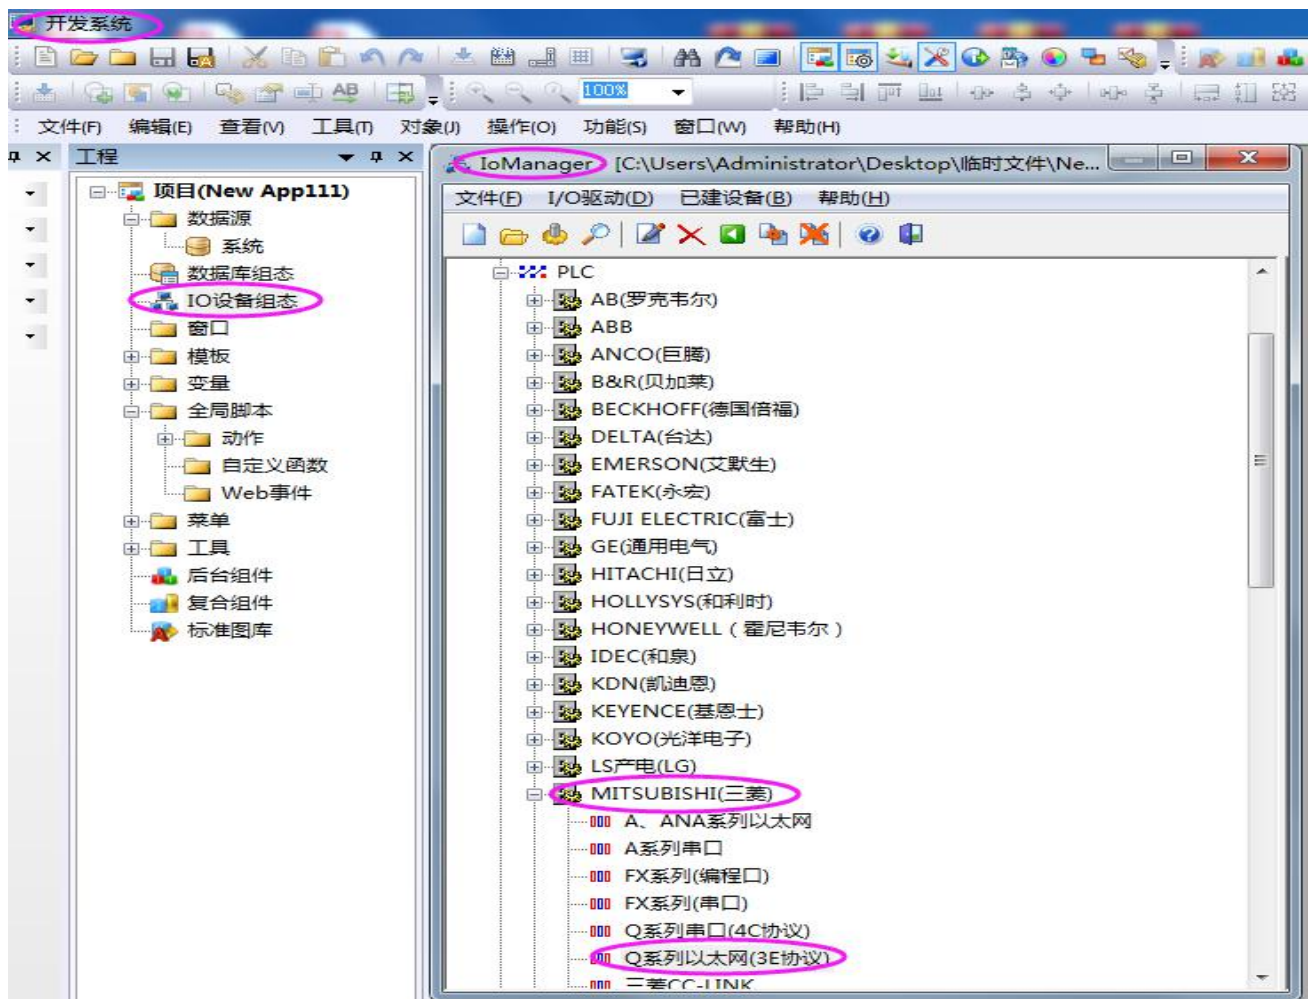 开发系统
100%
文件(F) 编辑(E) 查看(V) 工具(T) 对象(J) 操作(O) 功能(S) 窗口(W) 帮助(H)
工程
项目(New App111)
数据源
系统
数据库组态
IO设备组态
窗口
模板
变量
全局脚本
动作
自定义函数
Web事件
菜单
工具
后台组件
复合组件
标准图库
IoManager [C:\Users\Administrator\Desktop\临时文件\Ne...
文件(F) I/O驱动(D) 已建设备(B) 帮助(H)
PLC
AB(罗克韦尔)
ABB
ANCO(巨腾)
B&R(贝加莱)
BECKHOFF(德国倍福)
DELTA(台达)
EMERSON(艾默生)
FATEK(永宏)
FUJI ELECTRIC(富士)
GE(通用电气)
HITACHI(日立)
HOLLYSYS(和利时)
HONEYWELL ( 霍尼韦尔 )
IDEC(和泉)
KDN(凯迪恩)
KEYENCE(基恩士)
KOYO(光洋电子)
LS产电(LG)
MITSUBISHI(三菱)
A、ANA系列以太网
A系列串口
FX系列(编程口)
FX系列(串口)
Q系列串口(4C协议)
Q系列以太网(3E协议)
三菱CC-LINK